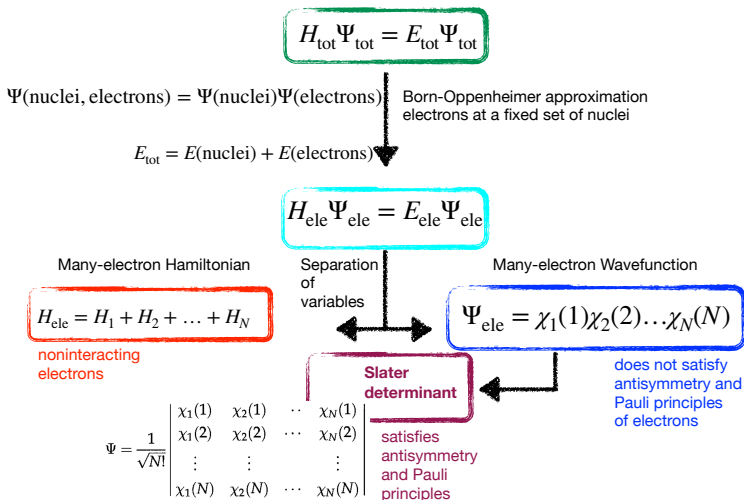 H_tot Ψ_tot = E_tot Ψ_tot
Ψ(nuclei, electrons) = Ψ(nuclei)Ψ(electrons)
Born-Oppenheimer approximation
electrons at a fixed set of nuclei
E_tot = E(nuclei) + E(electrons)
H_ele Ψ_ele = E_ele Ψ_ele
Many-electron Hamiltonian
Separation
of
variables
Many-electron Wavefunction
H_ele = H_1 + H_2 + … + H_N
Ψ_ele = χ_1(1)χ_2(2)…χ_N(N)
noninteracting
electrons
Slater
determinant
does not satisfy
antisymmetry and
Pauli principles
of electrons
Ψ = 1/√N! | χ_1(1) χ_2(1) ·· χ_N(1) |
| χ_1(2) χ_2(2) ··· χ_N(2) |
| ⋮ ⋮ ⋮ |
| χ_1(N) χ_2(N) ··· χ_N(N) |
satisfies
antisymmetry
and Pauli
principles